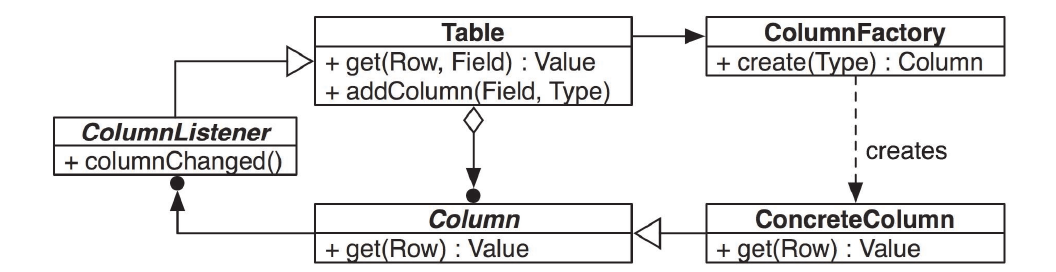 Table
+ get(Row, Field) : Value
+ addColumn(Field, Type)
ColumnFactory
+ create(Type) : Column
ColumnListener
+ columnChanged()
creates
Column
+ get(Row) : Value
ConcreteColumn
+ get(Row) : Value